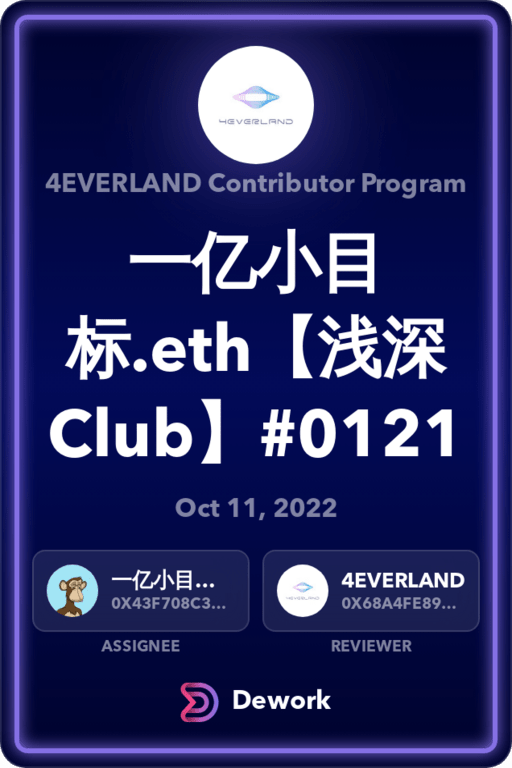 4EVERLAND
4EVERLAND Contributor Program
一亿小目
标.eth【浅深
Club】#0121
Oct 11, 2022
一亿小目...
0X43F708C3...
4EVERLAND
4EVERLAND
0X68A4FE89...
ASSIGNEE
REVIEWER
Dework